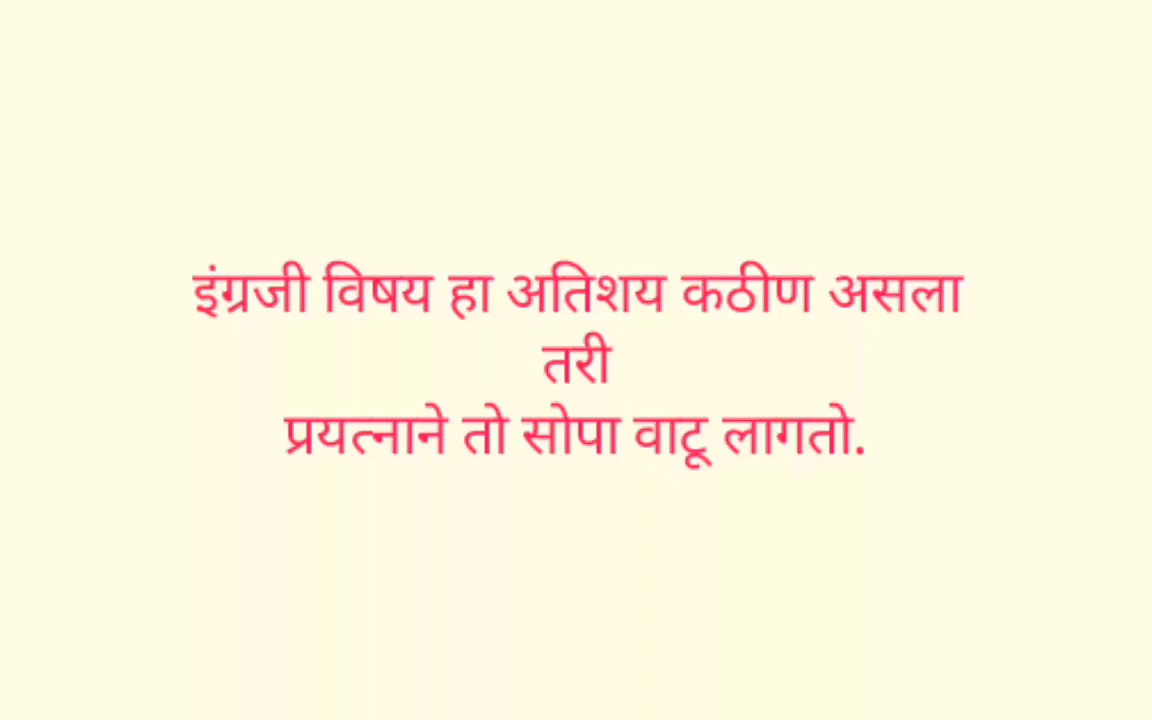 इंग्रजी विषय हा अतिशय कठीण असला
तरी
प्रयत्नाने तो सोपा वाटू लागतो.